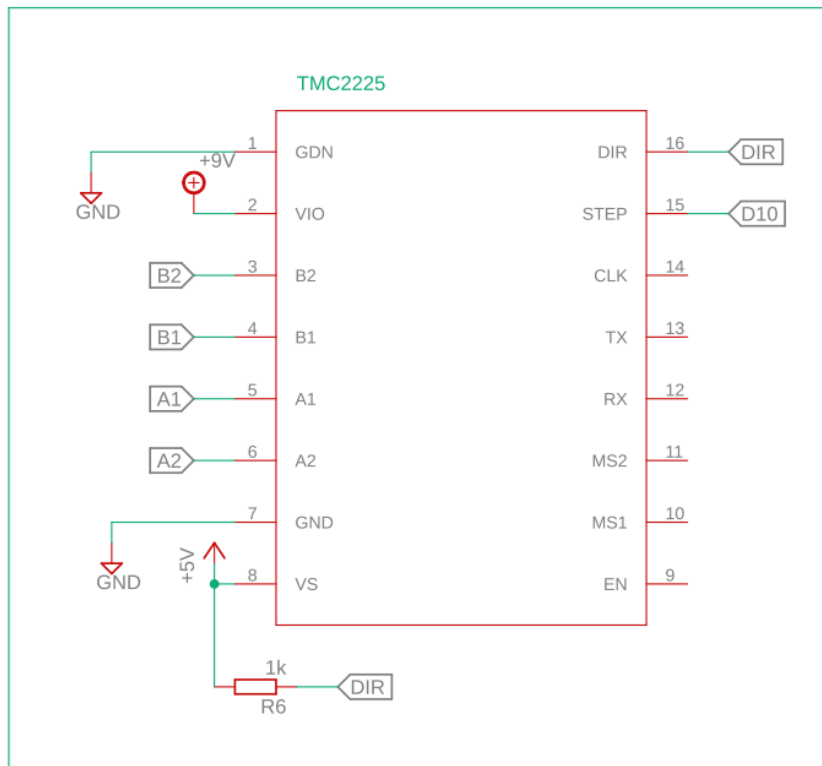 TMC2225
1 GDN DIR 16 DIR
+9V
GND
2 VIO STEP 15 D10
B2 3 B2 CLK 14
B1 4 B1 TX 13
A1 5 A1 RX 12
A2 6 A2 MS2 11
7 GND MS1 10
GND
+5V
8 VS EN 9
1k
DIR
R6